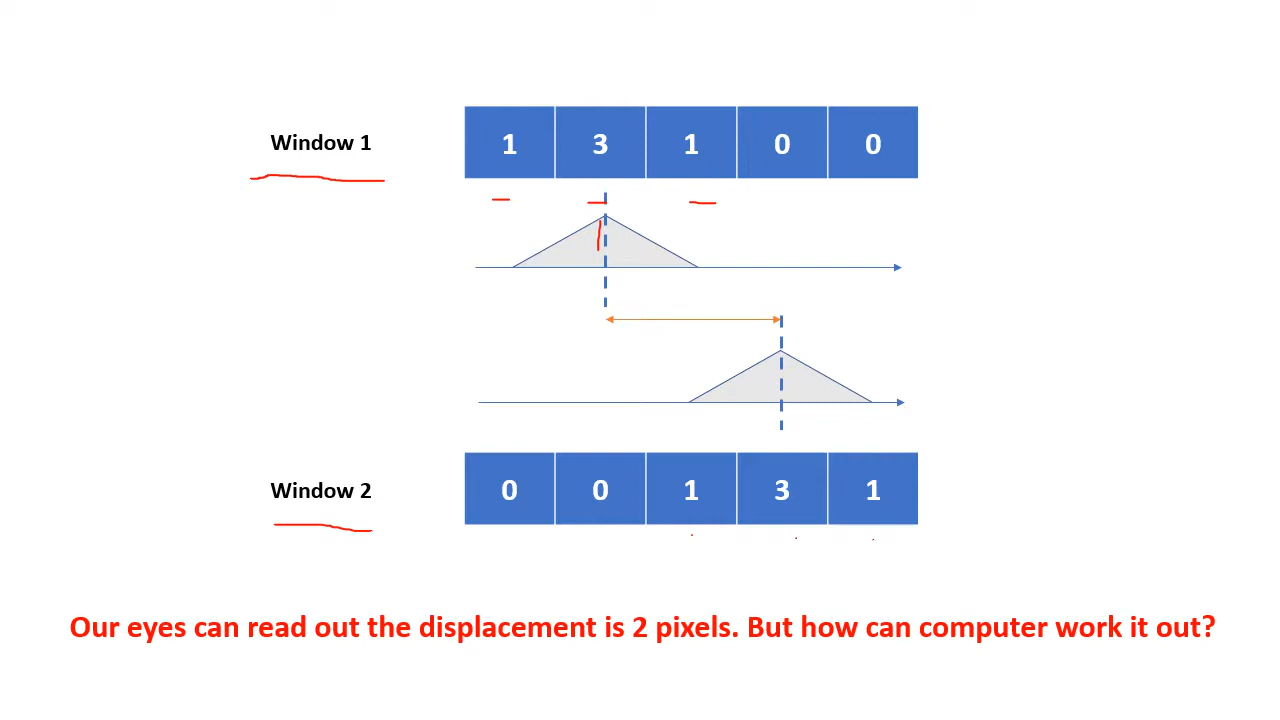 Window 1 1 3 1 0 0
Window 2 0 0 1 3 1
Our eyes can read out the displacement is 2 pixels. But how can computer work it out?